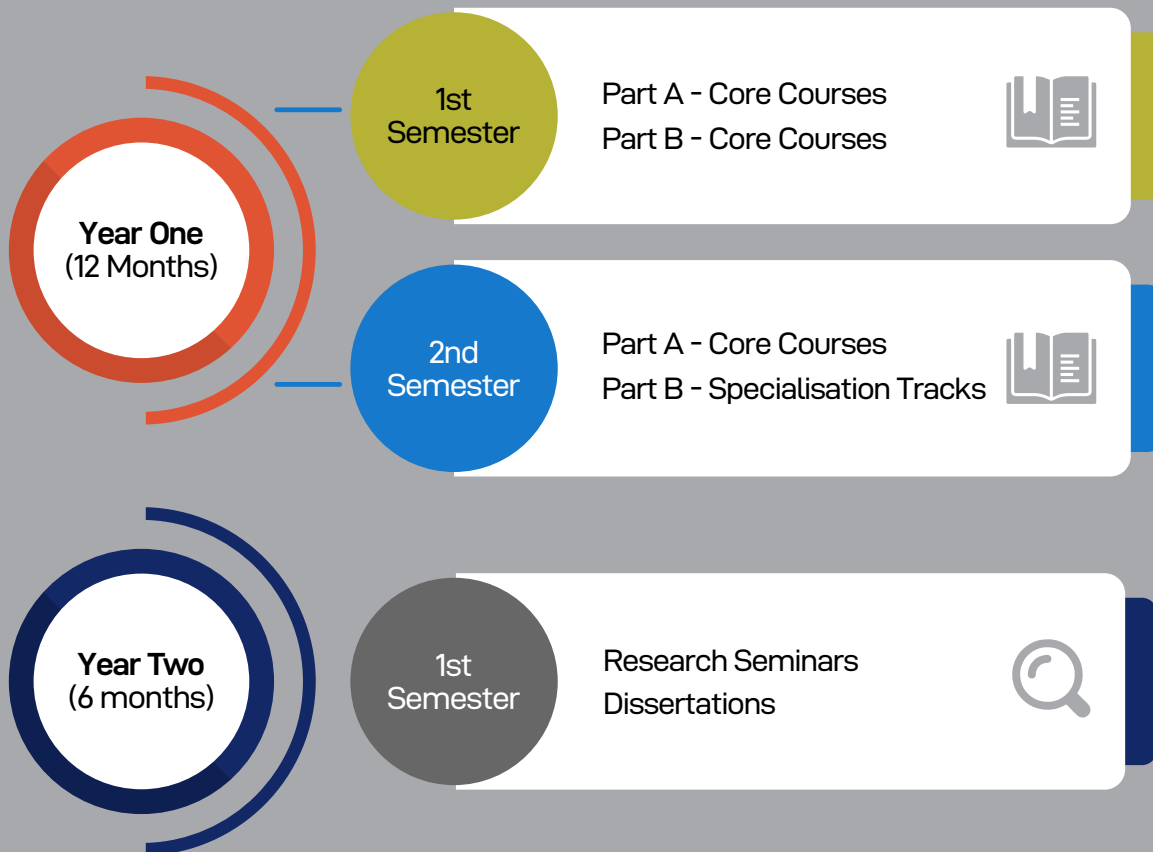 Year One
(12 Months)
1st
Semester
Part A - Core Courses
Part B - Core Courses
2nd
Semester
Part A - Core Courses
Part B - Specialisation Tracks
Year Two
(6 months)
1st
Semester
Research Seminars
Dissertations